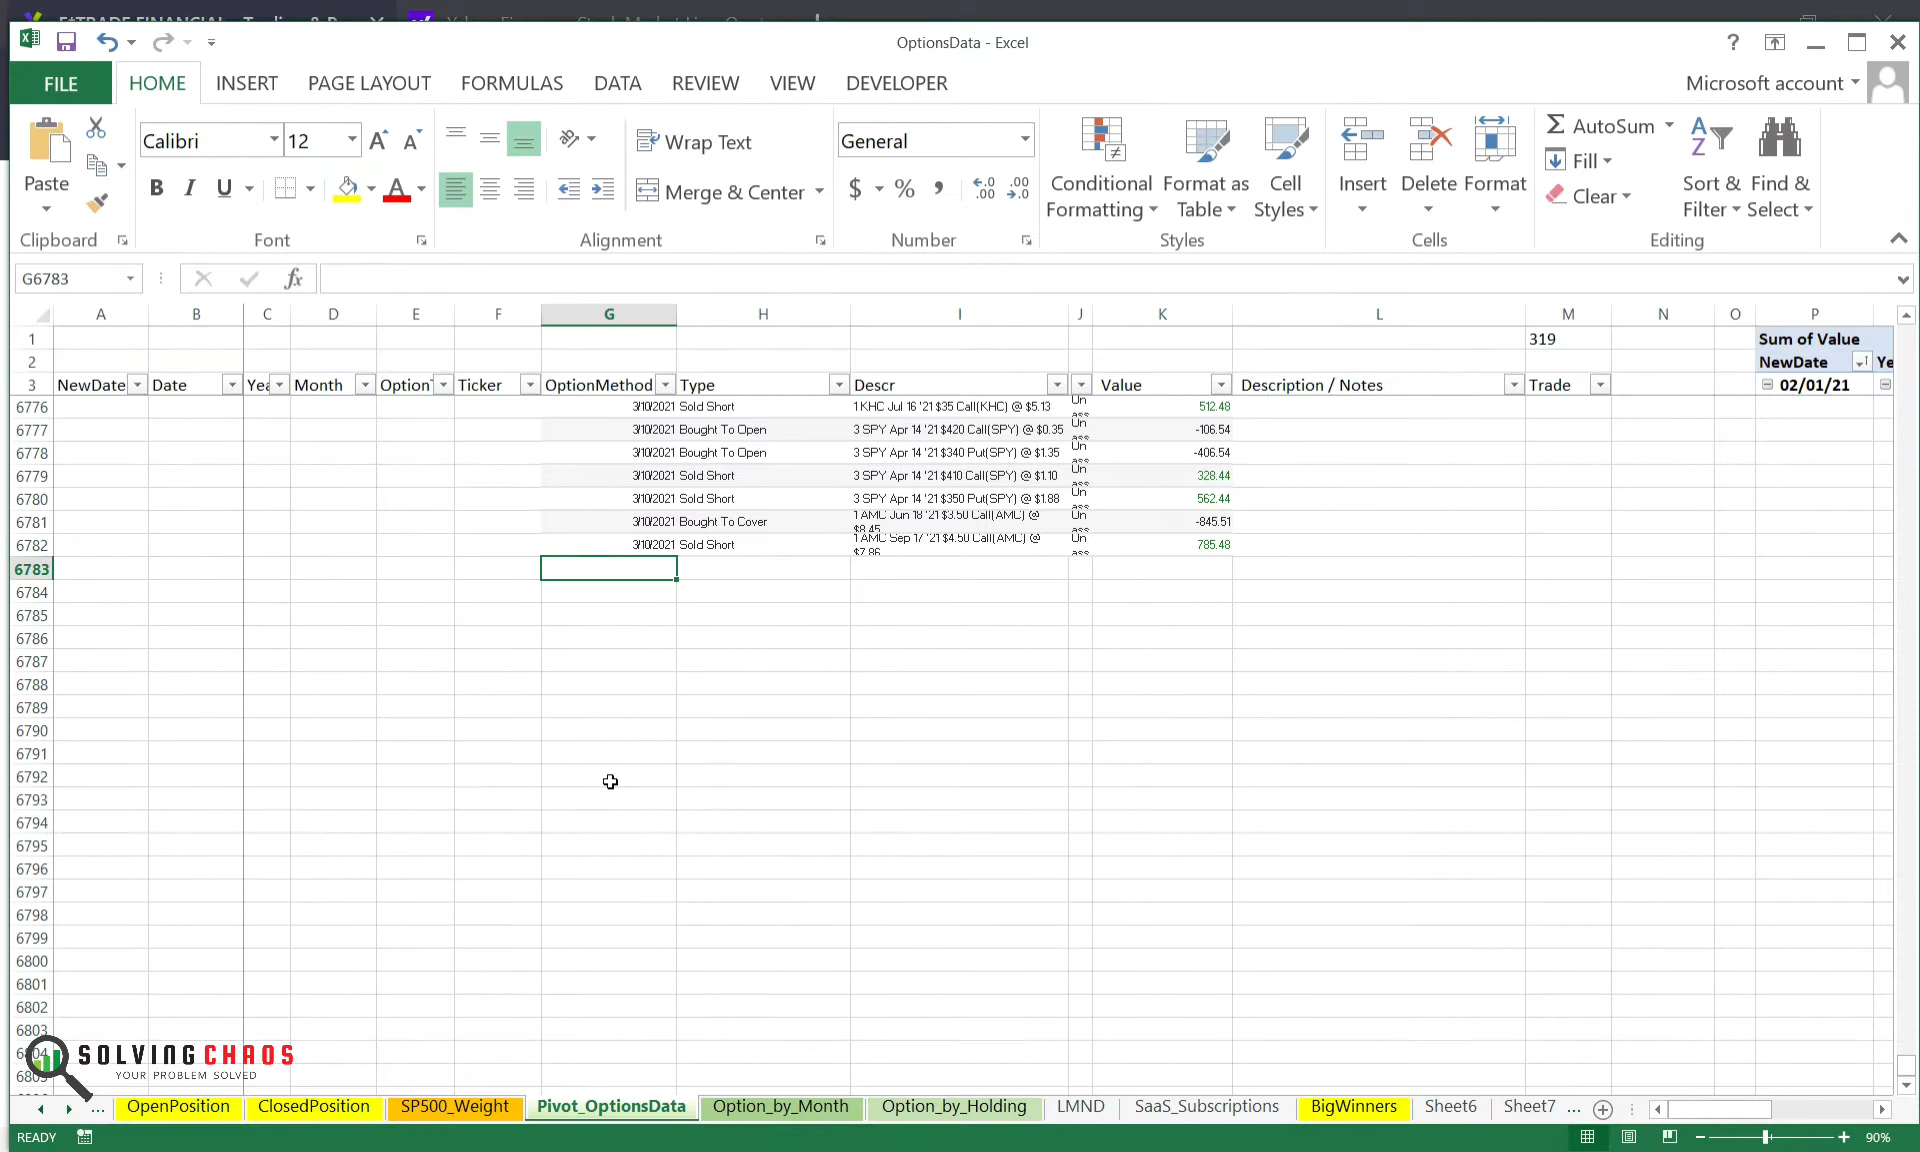 OptionsData - Excel
?
FILE HOME INSERT PAGE LAYOUT FORMULAS DATA REVIEW VIEW DEVELOPER Microsoft account
Paste
Calibri 12
B I U A
Wrap Text
Merge & Center
General
$ % ,
Conditional Formatting
Format as Table
Cell Styles
Insert Delete Format
AutoSum
Fill
Clear
Sort & Filter
Find & Select
Clipboard Font Alignment Number Styles Cells Editing
G6783 fx
A B C D E F G H I J K L M N O P
1 319 Sum of Value
2 NewDate Ye
3 NewDate Date Yea Month Option Ticker OptionMethod Type Descr Value Description / Notes Trade 02/01/21
6776 3/10/2021 Sold Short 1 KHC Jul 16 '21 $35 Call(KHC) @ $5.13 Un 512.48
6777 3/10/2021 Bought To Open 3 SPY Apr 14 '21 $420 Call(SPY) @ $0.35 Un -106.54
6778 3/10/2021 Bought To Open 3 SPY Apr 14 '21 $340 Put(SPY) @ $1.35 Un -406.54
6779 3/10/2021 Sold Short 3 SPY Apr 14 '21 $410 Call(SPY) @ $1.10 Un 328.44
6780 3/10/2021 Sold Short 3 SPY Apr 14 '21 $350 Put(SPY) @ $1.88 Un 562.44
6781 3/10/2021 Bought To Cover 1 AMC Jun 18 '21 $3.50 Call(AMC) @ $8.45 Un -845.51
6782 3/10/2021 Sold Short 1 AMC Sep 17 '21 $4.50 Call(AMC) @ $7.86 Un 785.48
6783
6784
6785
6786
6787
6788
6789
6790
6791
6792
6793
6794
6795
6796
6797
6798
6799
6800
6801
6802
6803
SOLVINGCHAOS
YOUR PROBLEM SOLVED
... OpenPosition ClosedPosition SP500_Weight Pivot_OptionsData Option_by_Month Option_by_Holding LMND SaaS_Subscriptions BigWinners Sheet6 Sheet7 ...
READY 90%